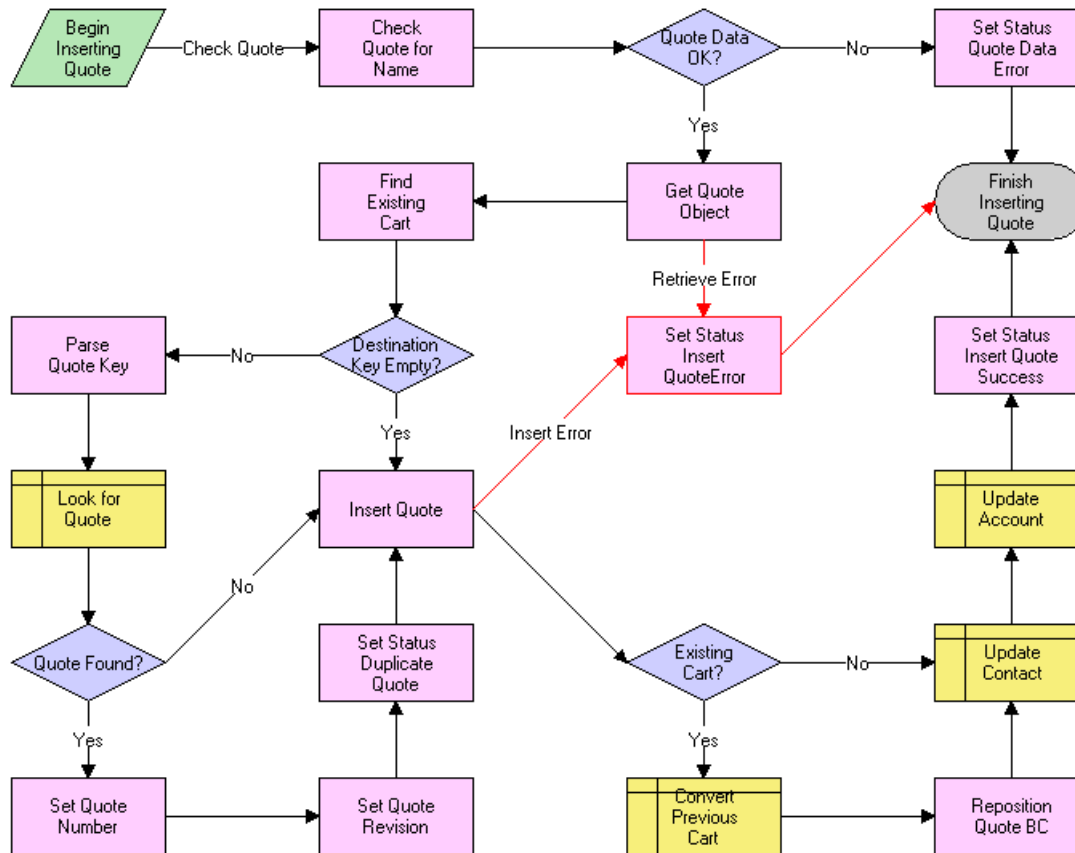 Begin
Inserting
Quote
Check Quote
Check
Quote for
Name
Quote Data
OK?
No
Set Status
Quote Data
Error
Yes
Find
Existing
Cart
Get Quote
Object
Finish
Inserting
Quote
Retrieve Error
Parse
Quote Key
No
Destination
Key Empty?
Set Status
Insert
QuoteError
Set Status
Insert Quote
Success
Yes
Insert Error
Look for
Quote
Insert Quote
Update
Account
No
Quote Found?
Set Status
Duplicate
Quote
Existing
Cart?
No
Update
Contact
Yes
Yes
Set Quote
Number
Set Quote
Revision
Convert
Previous
Cart
Reposition
Quote BC